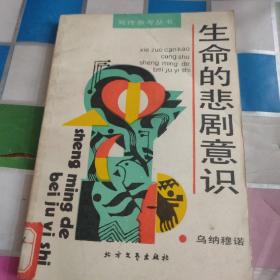 写作参考丛书
生命的悲剧意识
xie zuo can kao
cong shu
sheng ming de
bei ju yi shi
sheng ming de
bei ju yi shi
乌纳穆诺
北方文艺出版社